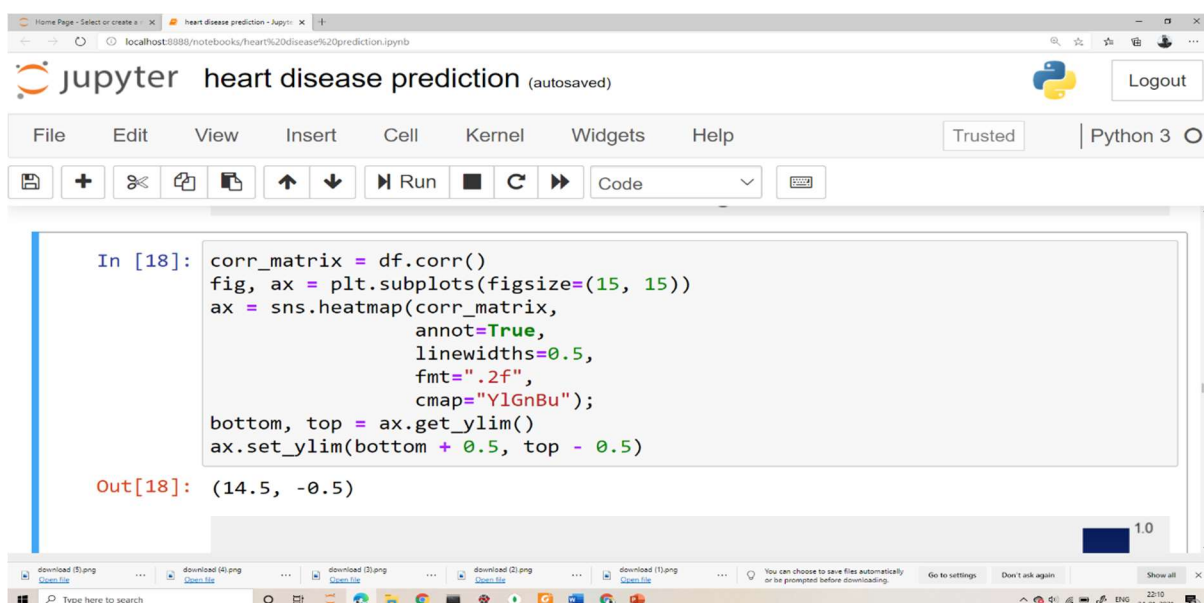 Home Page - Select or create a
heart disease prediction - Jupyte
localhost:8888/notebooks/heart%20disease%20prediction.ipynb
jupyter heart disease prediction (autosaved)
Logout
File Edit View Insert Cell Kernel Widgets Help Trusted Python 3
Run Code
In [18]: corr_matrix = df.corr()
fig, ax = plt.subplots(figsize=(15, 15))
ax = sns.heatmap(corr_matrix,
annot=True,
linewidths=0.5,
fmt=".2f",
cmap="YlGnBu");
bottom, top = ax.get_ylim()
ax.set_ylim(bottom + 0.5, top - 0.5)
Out[18]: (14.5, -0.5)
1.0
download (5).png download (4).png download (3).png download (2).png download (1).png You can choose to save files automatically
Open file Open file Open file Open file Open file or be prompted before downloading. Go to settings Don't ask again Show all
Type here to search
ENG 22:10